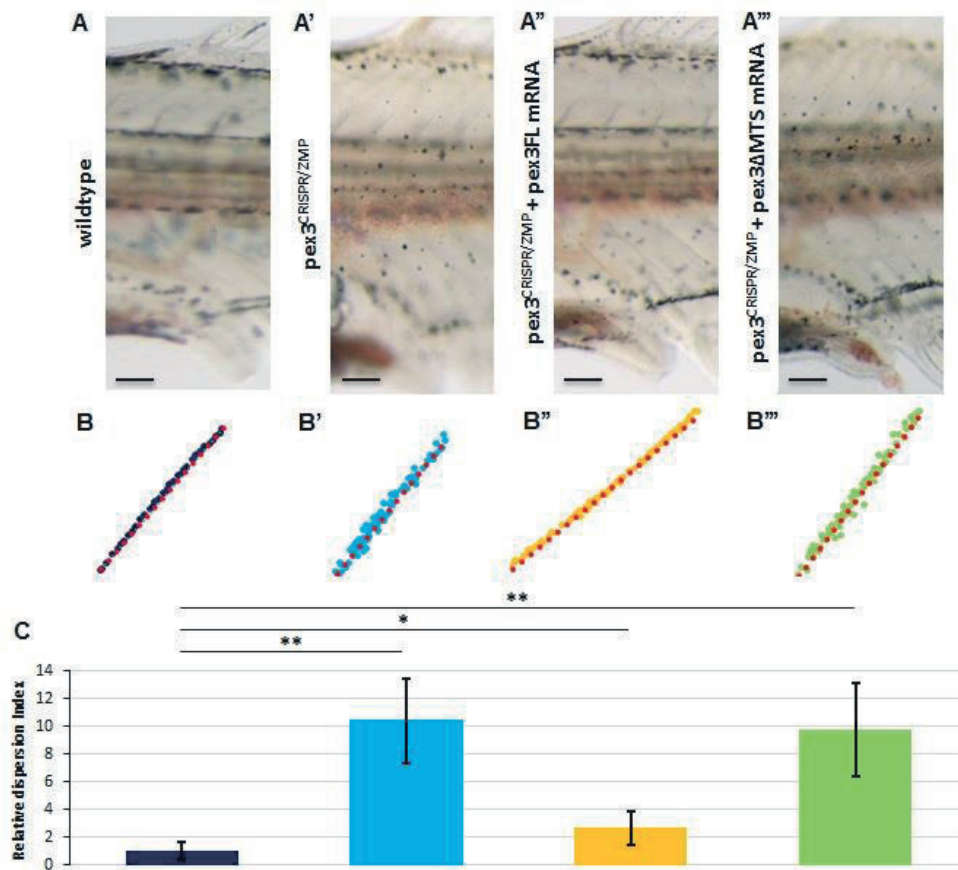 A
A'
A''
A'''
wildtype
pex3CRISPR/ZMP
pex3CRISPR/ZMP + pex3FL mRNA
pex3CRISPR/ZMP + pex3ΔMTS mRNA
B
B'
B''
B'''
**
*
**
C
14
12
10
8
6
4
2
0
Relative dispersion Index